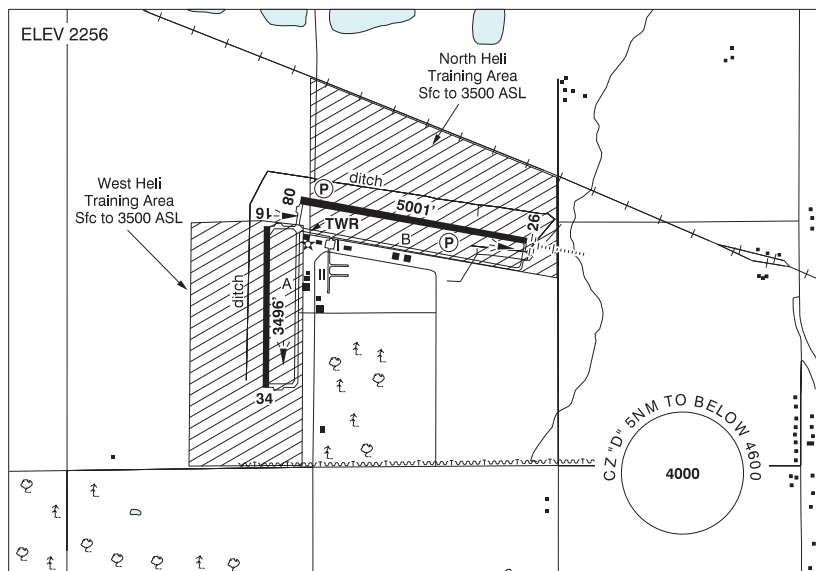 ELEV 2256
North Heli
Training Area
Sfc to 3500 ASL
West Heli
Training Area
Sfc to 3500 ASL
ditch
P
08
16
5001'
TWR
26
P
B
I
II
ditch
A
3496'
34
CZ "D" 5NM TO BELOW 4600
4000